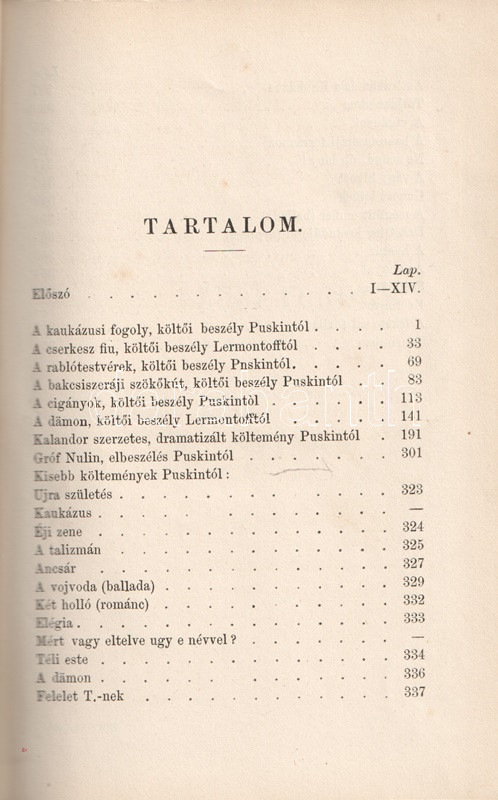 TARTALOM.
Lap.
Előszó . . . . . . . . . . . . . I—XIV.
A kaukázusi fogoly, költői beszély Puskintól . . . . 1
A cserkesz fiu, költői beszély Lermontofftól . . . . 33
A rablótestvérek, költői beszély Pnskintól. . . . . 69
A bakcsiszeráji szökőkút, költői beszély Puskintól . . 83
A cigányok, költői beszély Puskintòl . . . . . 113
A dämon, költői beszély Lermontofftól . . . . . 141
Kalandor szerzetes, dramatizált költemény Puskintól . 191
Gróf Nulin, elbeszélés Puskintól . . . . . . 301
Kisebb költemények Puskintól :
Ujra születés . . . . . . . . . . . 323
Kaukázus . . . . . . . . . . . . —
Éji zene . . . . . . . . . . . . 324
A talizmán . . . . . . . . . . . 325
Ancsár . . . . . . . . . . . . 327
A vojvoda (ballada) . . . . . . . . . 329
Két holló (románc) . . . . . . . . . 332
Elégia . . . . . . . . . . . . . 333
Mért vagy eltelve ugy e névvel ? . . . . . . —
Téli este . . . . . . . . . . . . 334
A dämon . . . . . . . . . . . . 336
Felelet T.-nek . . . . . . . . . . 337